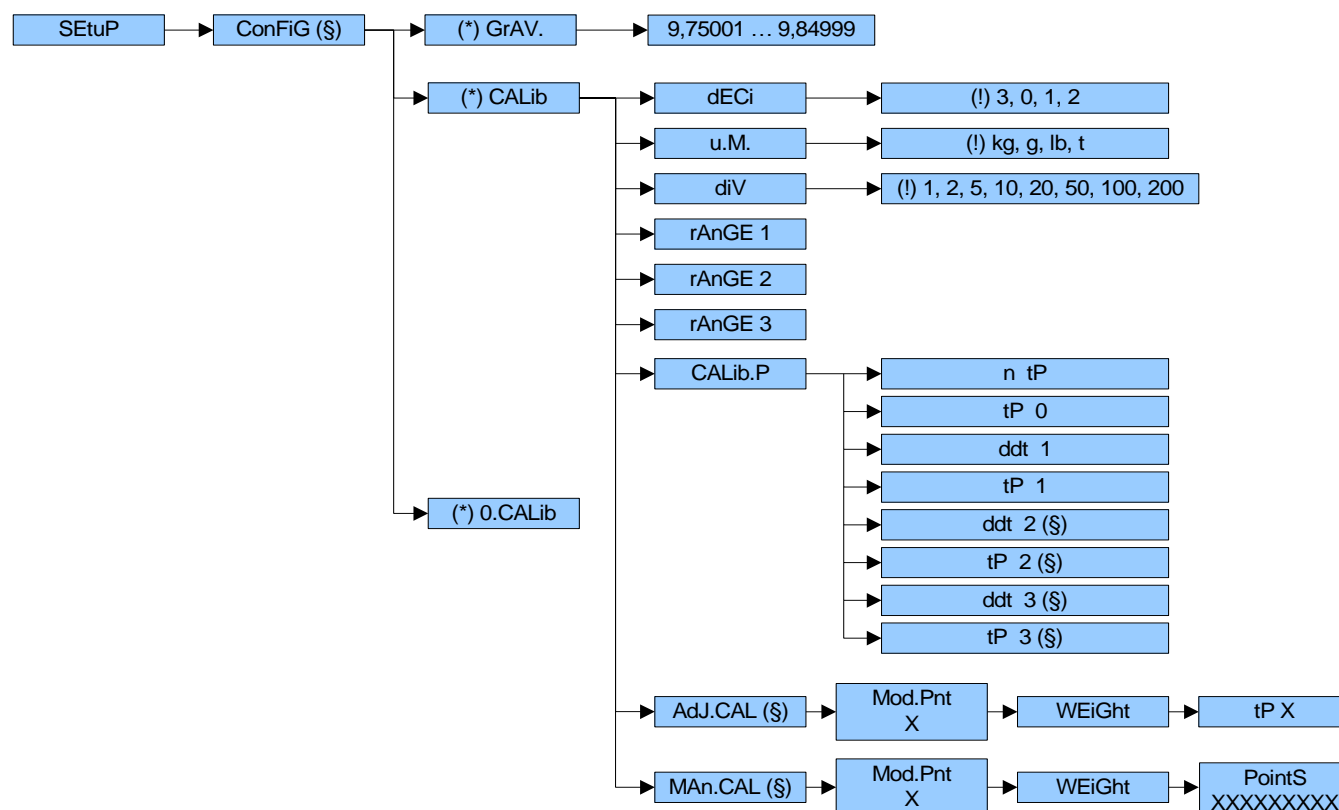 SEtuP
ConFiG (§)
(*) GrAV.
9,75001 … 9,84999
(*) CALib
dECi
(!) 3, 0, 1, 2
u.M.
(!) kg, g, lb, t
diV
(!) 1, 2, 5, 10, 20, 50, 100, 200
rAnGE 1
rAnGE 2
rAnGE 3
CALib.P
n tP
tP 0
ddt 1
tP 1
ddt 2 (§)
tP 2 (§)
ddt 3 (§)
tP 3 (§)
(*) 0.CALib
AdJ.CAL (§)
Mod.Pnt
X
WEiGht
tP X
MAn.CAL (§)
Mod.Pnt
X
WEiGht
PointS
XXXXXXXXX